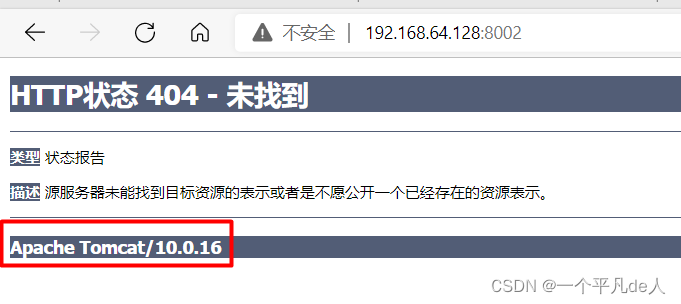 不安全 | 192.168.64.128:8002
HTTP状态 404 - 未找到
类型 状态报告
描述 源服务器未能找到目标资源的表示或者是不愿公开一个已经存在的资源表示。
Apache Tomcat/10.0.16
CSDN @一个平凡de人